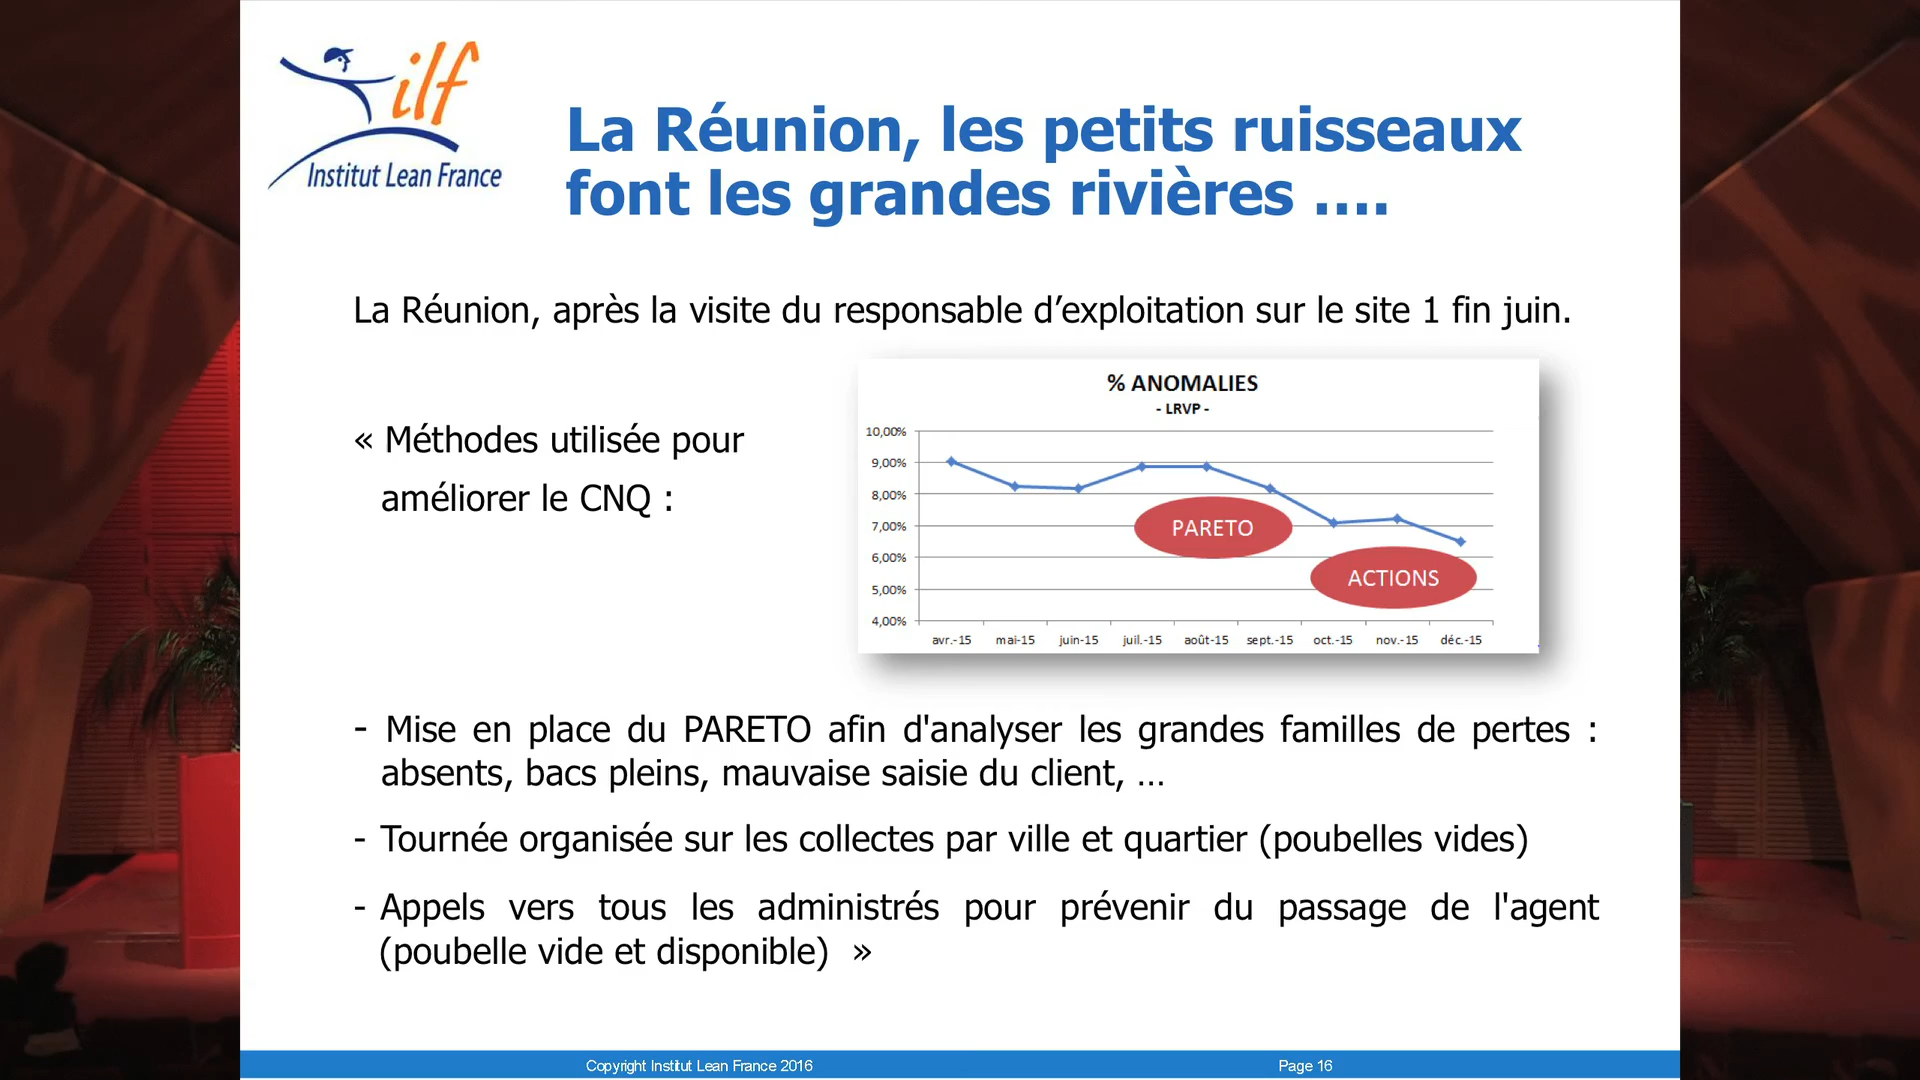 ilf
Institut Lean France
La Réunion, les petits ruisseaux
font les grandes rivières ....
La Réunion, après la visite du responsable d’exploitation sur le site 1 fin juin.
« Méthodes utilisée pour
améliorer le CNQ :
% ANOMALIES
- LRVP -
10,00%
9,00%
8,00%
7,00%
6,00%
5,00%
4,00%
PARETO
ACTIONS
avr.-15 mai-15 juin-15 juil.-15 août-15 sept.-15 oct.-15 nov.-15 déc.-15
- Mise en place du PARETO afin d'analyser les grandes familles de pertes :
absents, bacs pleins, mauvaise saisie du client, ...
- Tournée organisée sur les collectes par ville et quartier (poubelles vides)
- Appels vers tous les administrés pour prévenir du passage de l'agent
(poubelle vide et disponible) »
Copyright Institut Lean France 2016
Page 16